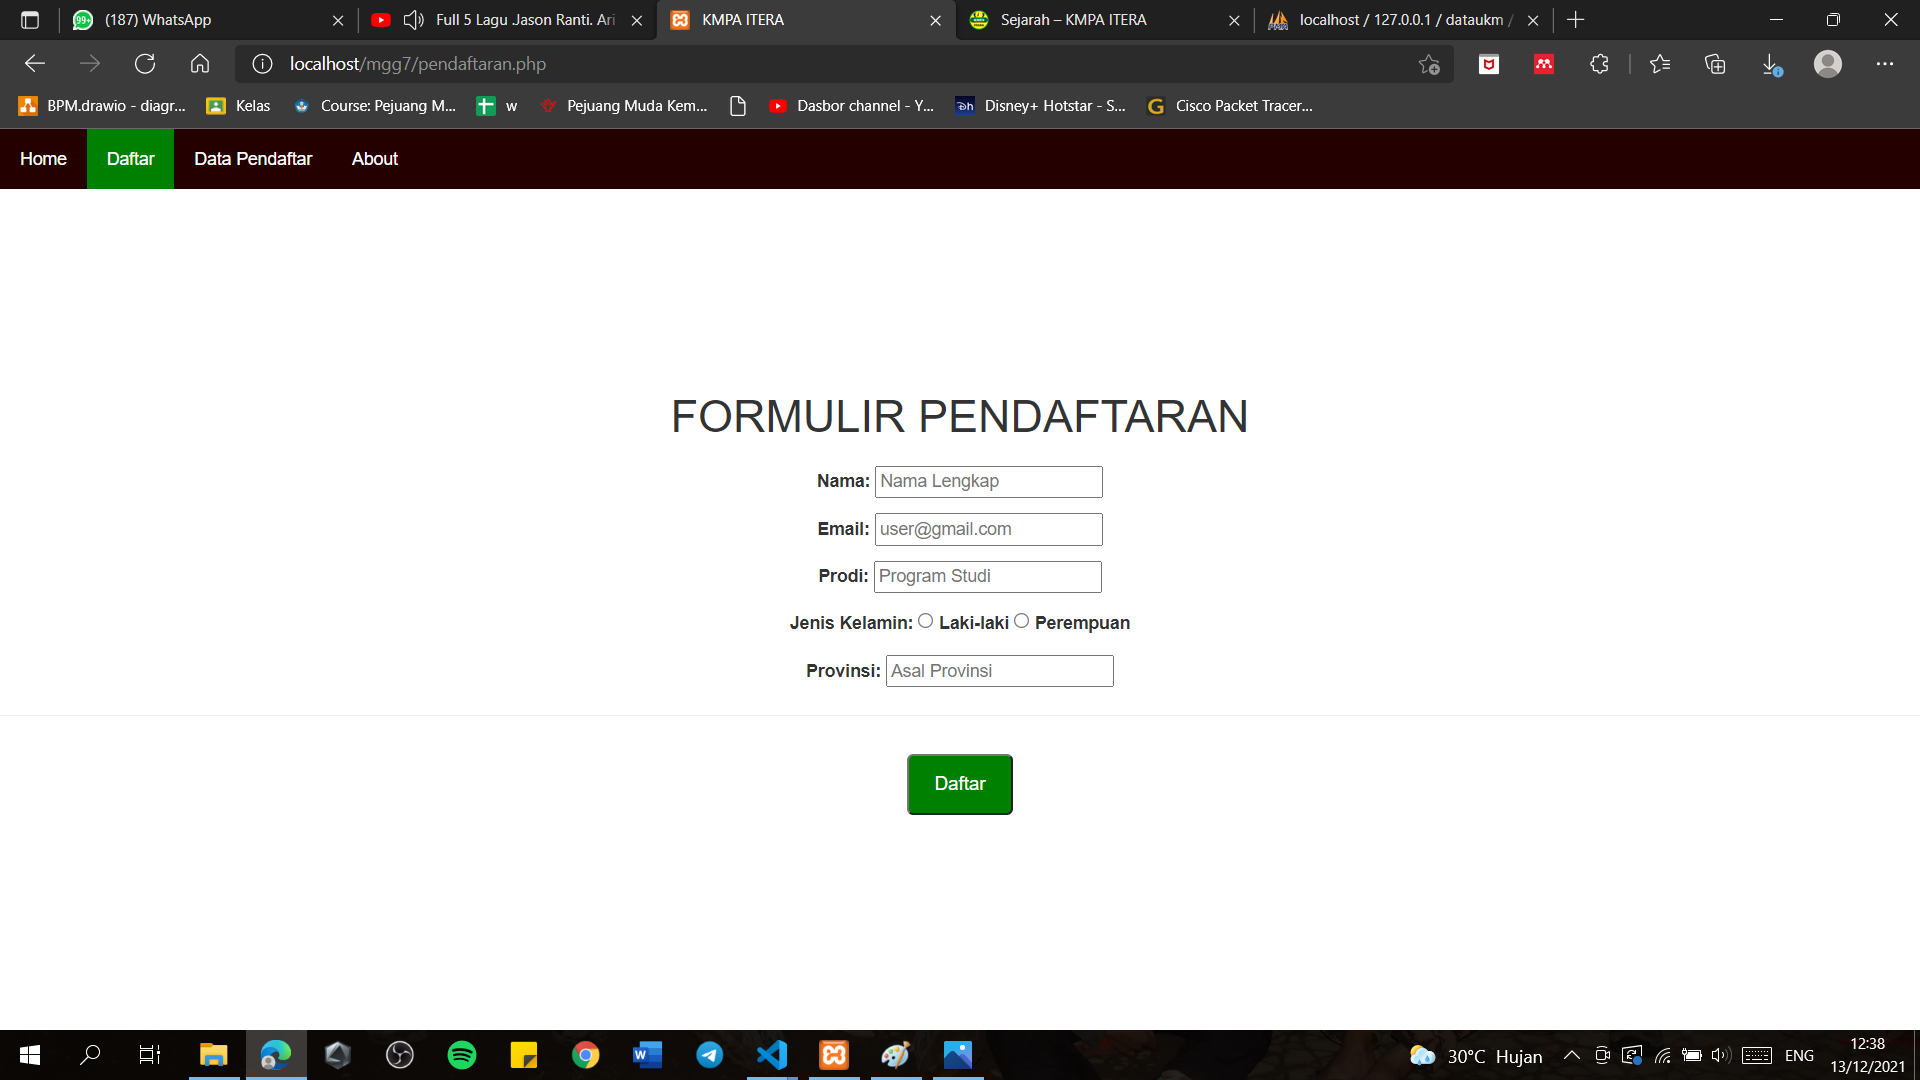 (187) WhatsApp
Full 5 Lagu Jason Ranti. Ari
KMPA ITERA
Sejarah – KMPA ITERA
localhost / 127.0.0.1 / dataukm /
localhost/mgg7/pendaftaran.php
BPM.drawio - diagr...
Kelas
Course: Pejuang M...
w
Pejuang Muda Kem...
Dasbor channel - Y...
Disney+ Hotstar - S...
Cisco Packet Tracer...
Home
Daftar
Data Pendaftar
About
FORMULIR PENDAFTARAN
Nama: Nama Lengkap
Email: user@gmail.com
Prodi: Program Studi
Jenis Kelamin: Laki-laki Perempuan
Provinsi: Asal Provinsi
Daftar
30°C Hujan
ENG
12:38
13/12/2021